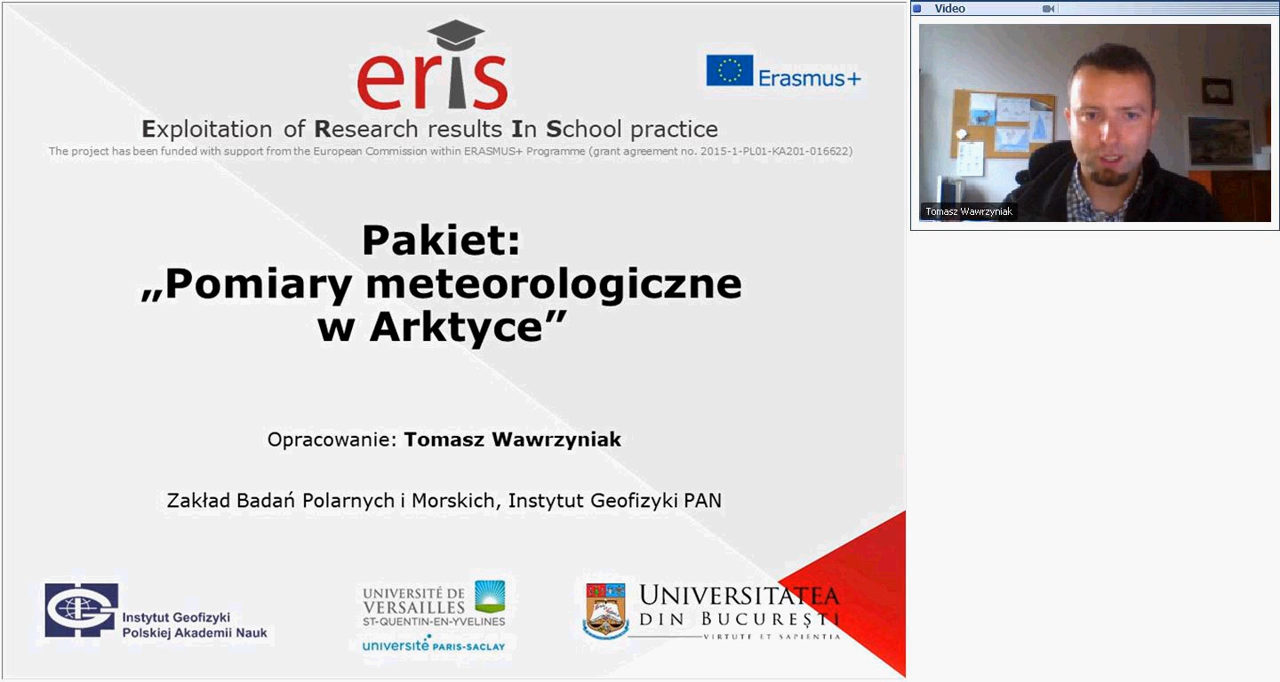 eris
Erasmus+
Exploitation of Research results In School practice
The project has been funded with support from the European Commission within ERASMUS+ Programme (grant agreement no. 2015-1-PL01-KA201-016622)
Pakiet:
„Pomiary meteorologiczne
w Arktyce”
Opracowanie: Tomasz Wawrzyniak
Zakład Badań Polarnych i Morskich, Instytut Geofizyki PAN
Instytut Geofizyki
Polskiej Akademii Nauk
UNIVERSITÉ DE
VERSAILLES
ST-QUENTIN-EN-YVELINES
université PARIS-SACLAY
UNIVERSITATEA
DIN BUCUREȘTI
VIRTUTE ET SAPIENTIA
Video
Tomasz Wawrzyniak